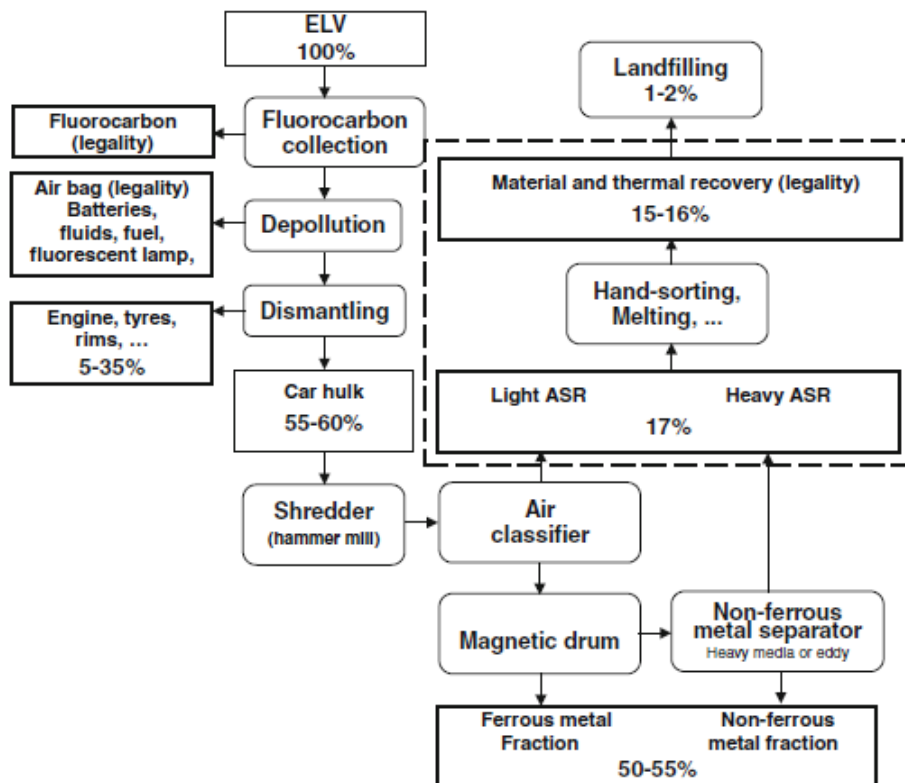 ELV
100%
Landfilling
1-2%
Fluorocarbon
(legality)
Fluorocarbon
collection
Material and thermal recovery (legality)
15-16%
Air bag (legality)
Batteries,
fluids, fuel,
fluorescent lamp,
Depollution
Hand-sorting,
Melting, ...
Engine, tyres,
rims, ...
5-35%
Dismantling
Car hulk
55-60%
Light ASR Heavy ASR
17%
Shredder
(hammer mill)
Air
classifier
Magnetic drum
Non-ferrous
metal separator
Heavy media or eddy
Ferrous metal
Fraction
Non-ferrous
metal fraction
50-55%